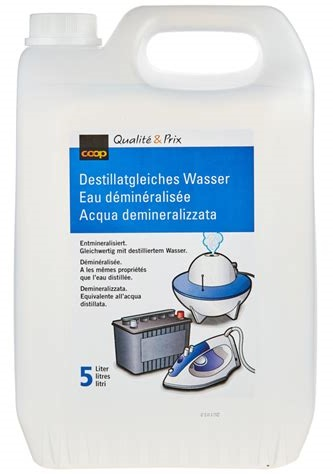 coop
Qualité & Prix
Destillatgleiches Wasser
Eau déminéralisée
Acqua demineralizzata
Entmineralisiert.
Gleichwertig mit destilliertem Wasser.
Déminéralisée.
A les mêmes propriétés
que l'eau distillée.
Demineralizzata.
Equivalente all'acqua
distillata.
5 Liter
litres
litri